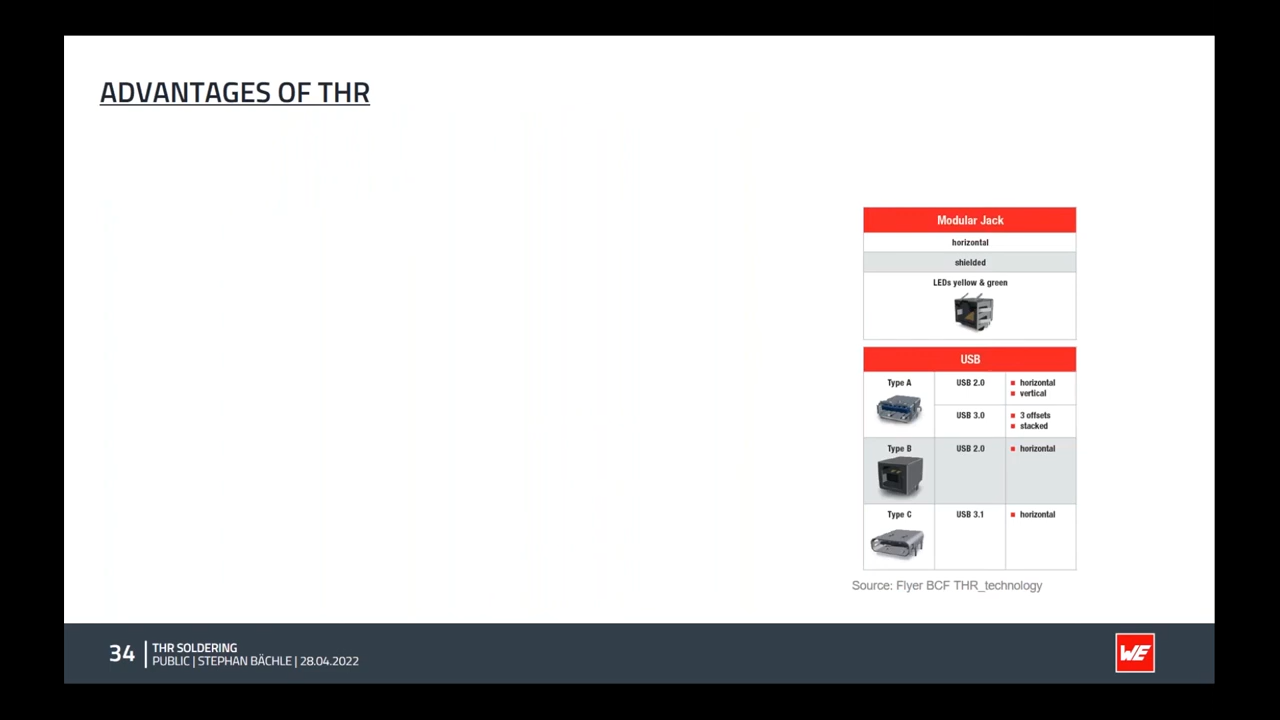 ADVANTAGES OF THR
Modular Jack
horizontal
shielded
LEDs yellow & green
USB
Type A
USB 2.0
horizontal
vertical
USB 3.0
3 offsets
stacked
Type B
USB 2.0
horizontal
Type C
USB 3.1
horizontal
Source: Flyer BCF THR_technology
34
THR SOLDERING
PUBLIC | STEPHAN BÄCHLE | 28.04.2022
WE